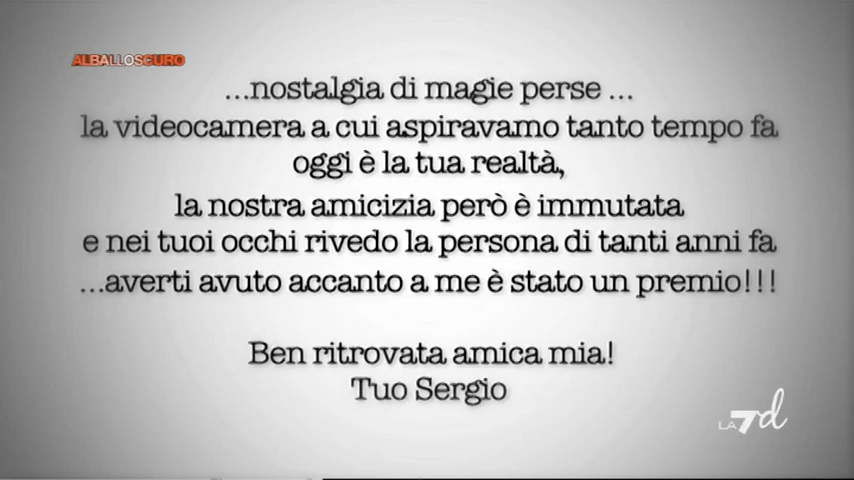 ALBALLOSCURO
...nostalgia di magie perse ...
la videocamera a cui aspiravamo tanto tempo fa
oggi è la tua realtà,
la nostra amicizia però è immutata
e nei tuoi occhi rivedo la persona di tanti anni fa
...averti avuto accanto a me è stato un premio!!!
Ben ritrovata amica mia!
Tuo Sergio
LA7d